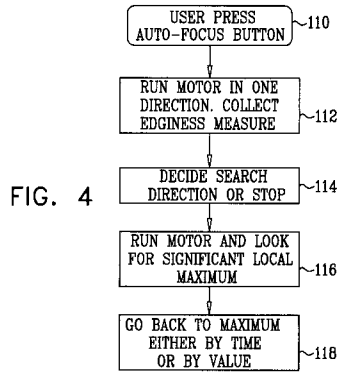 USER PRESS
AUTO-FOCUS BUTTON
110
RUN MOTOR IN ONE
DIRECTION. COLLECT
EDGINESS MEASURE
112
DECIDE SEARCH
DIRECTION OR STOP
114
FIG. 4
RUN MOTOR AND LOOK
FOR SIGNIFICANT LOCAL
MAXIMUM
116
GO BACK TO MAXIMUM
EITHER BY TIME
OR BY VALUE
118